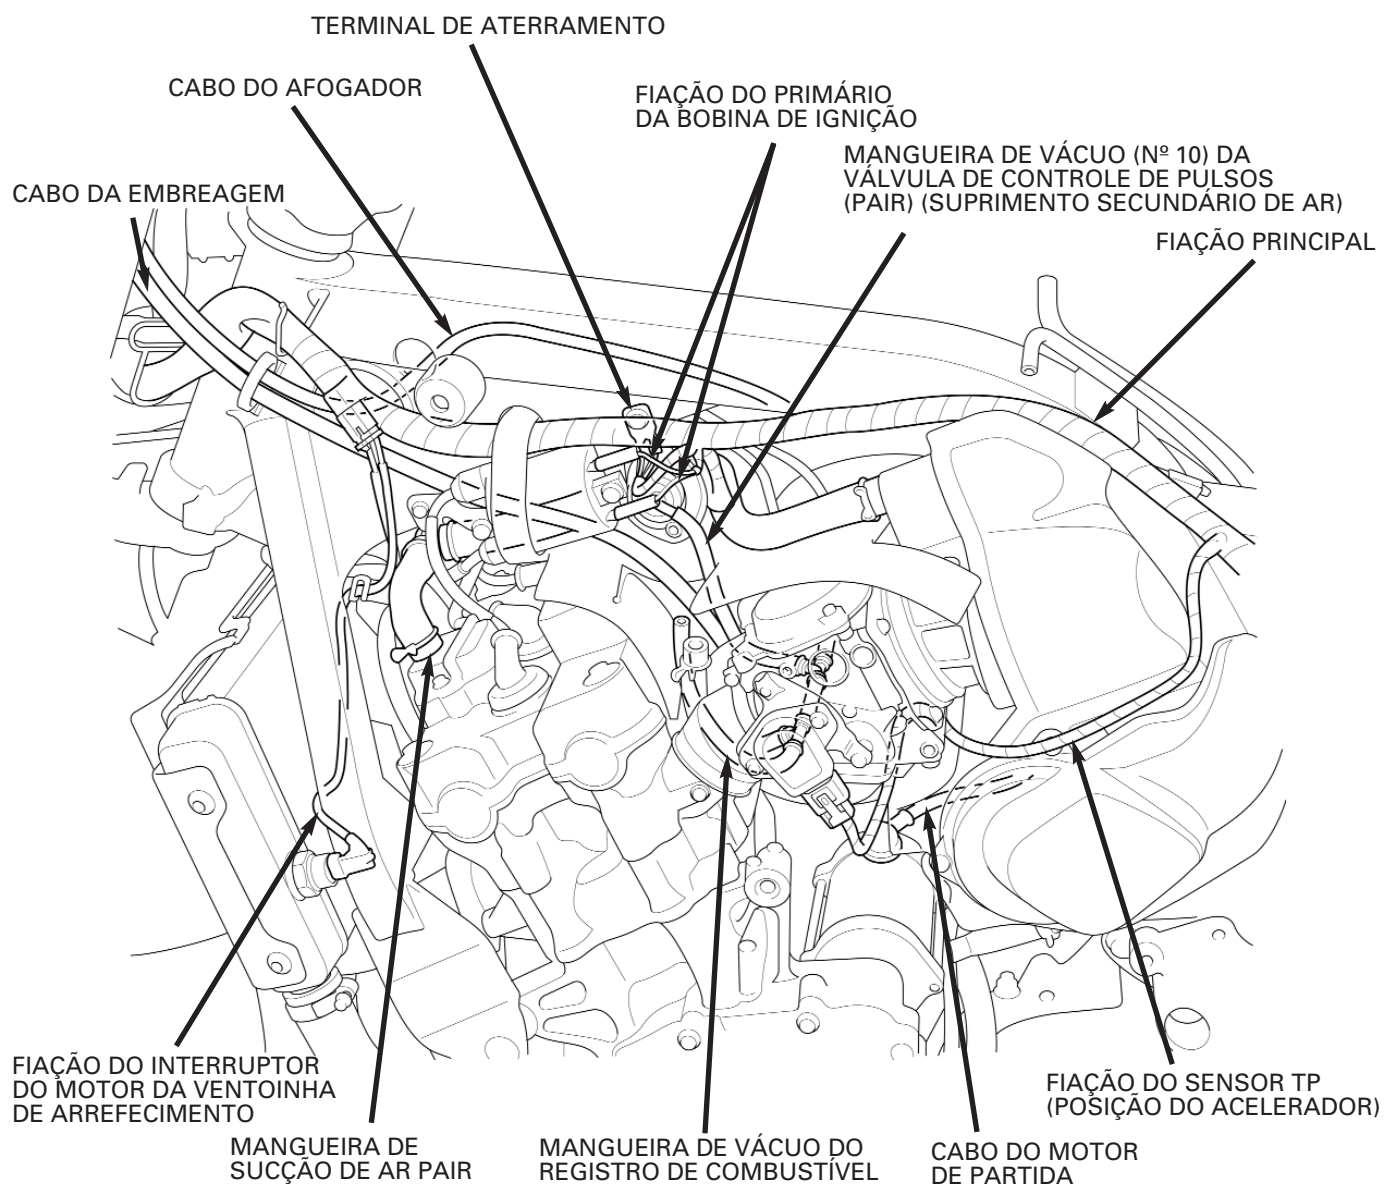 TERMINAL DE ATERRAMENTO
CABO DO AFOGADOR
FIAÇÃO DO PRIMÁRIO
DA BOBINA DE IGNIÇÃO
MANGUEIRA DE VÁCUO (Nº 10) DA
VÁLVULA DE CONTROLE DE PULSOS
(PAIR) (SUPRIMENTO SECUNDÁRIO DE AR)
CABO DA EMBREAGEM
FIAÇÃO PRINCIPAL
FIAÇÃO DO INTERRUPTOR
DO MOTOR DA VENTOINHA
DE ARREFECIMENTO
MANGUEIRA DE
SUCÇÃO DE AR PAIR
MANGUEIRA DE VÁCUO DO
REGISTRO DE COMBUSTÍVEL
CABO DO MOTOR
DE PARTIDA
FIAÇÃO DO SENSOR TP
(POSIÇÃO DO ACELERADOR)